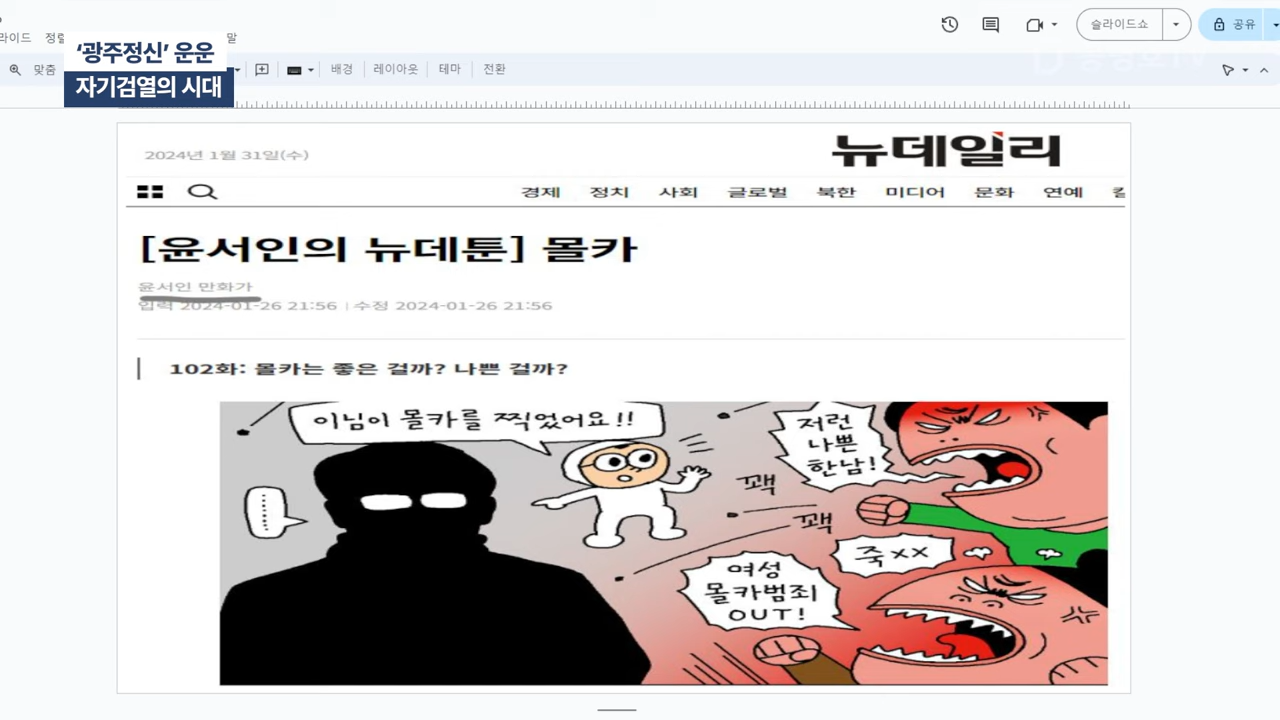 라이드
정렬
말
‘광주정신’ 운운
자기검열의 시대
슬라이드쇼
공유
맞춤
배경
레이아웃
테마
전환
2024년 1월 31일(수)
뉴데일리
경제 정치 사회 글로벌 북한 미디어 문화 연예
[윤서인의 뉴데툰] 몰카
윤서인 만화가
입력 2024-01-26 21:56 | 수정 2024-01-26 21:56
102화: 몰카는 좋은 걸까? 나쁜 걸까?
이님이 몰카를 찍었어요!!
저런
나쁜
한남!
꽥
꽥
죽××
여성
몰카범죄
OUT!